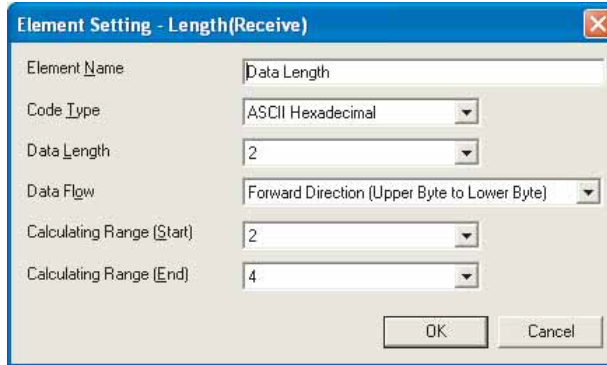 Element Setting - Length(Receive)
Element Name Data Length
Code Type ASCII Hexadecimal
Data Length 2
Data Flow Forward Direction (Upper Byte to Lower Byte)
Calculating Range (Start) 2
Calculating Range (End) 4
OK Cancel